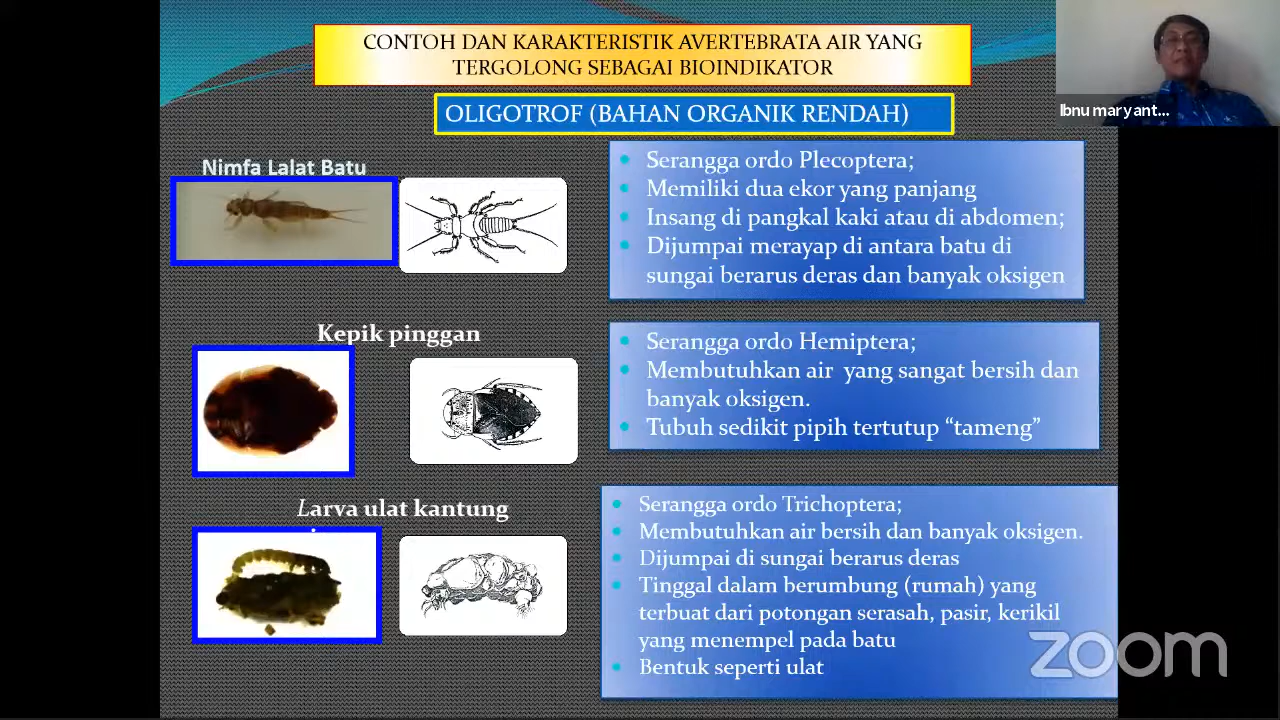 CONTOH DAN KARAKTERISTIK AVERTEBRATA AIR YANG
TERGOLONG SEBAGAI BIOINDIKATOR
Ibnu maryant...
OLIGOTROF (BAHAN ORGANIK RENDAH)
Nimfa Lalat Batu
Serangga ordo Plecoptera;
Memiliki dua ekor yang panjang
Insang di pangkal kaki atau di abdomen;
Dijumpai merayap di antara batu di
sungai berarus deras dan banyak oksigen
Kepik pinggan
Serangga ordo Hemiptera;
Membutuhkan air yang sangat bersih dan
banyak oksigen.
Tubuh sedikit pipih tertutup “tameng”
Larva ulat kantung
Serangga ordo Trichoptera;
Membutuhkan air bersih dan banyak oksigen.
Dijumpai di sungai berarus deras
Tinggal dalam berumbung (rumah) yang
terbuat dari potongan serasah, pasir, kerikil
yang menempel pada batu
Bentuk seperti ulat
zoom